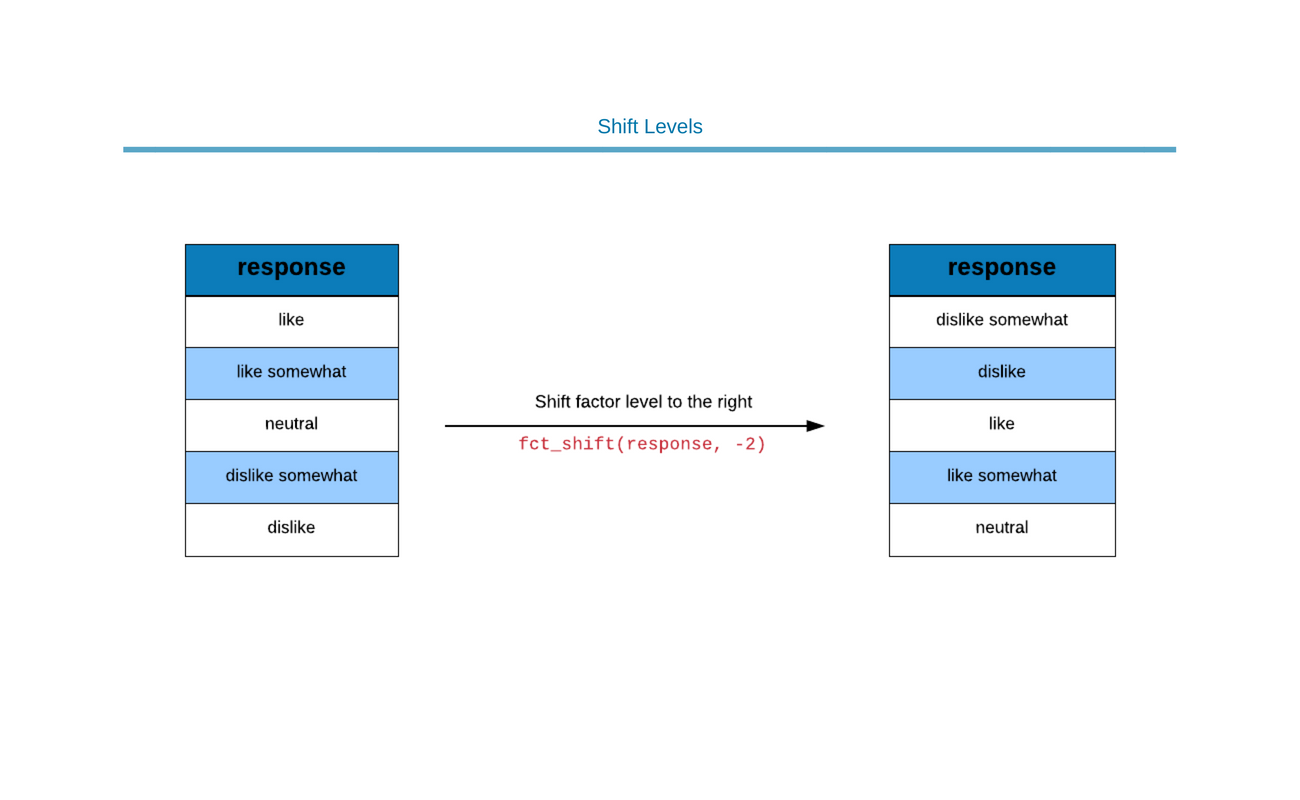 Shift Levels
response
like
like somewhat
neutral
dislike somewhat
dislike
Shift factor level to the right
fct_shift(response, -2)
response
dislike somewhat
dislike
like
like somewhat
neutral